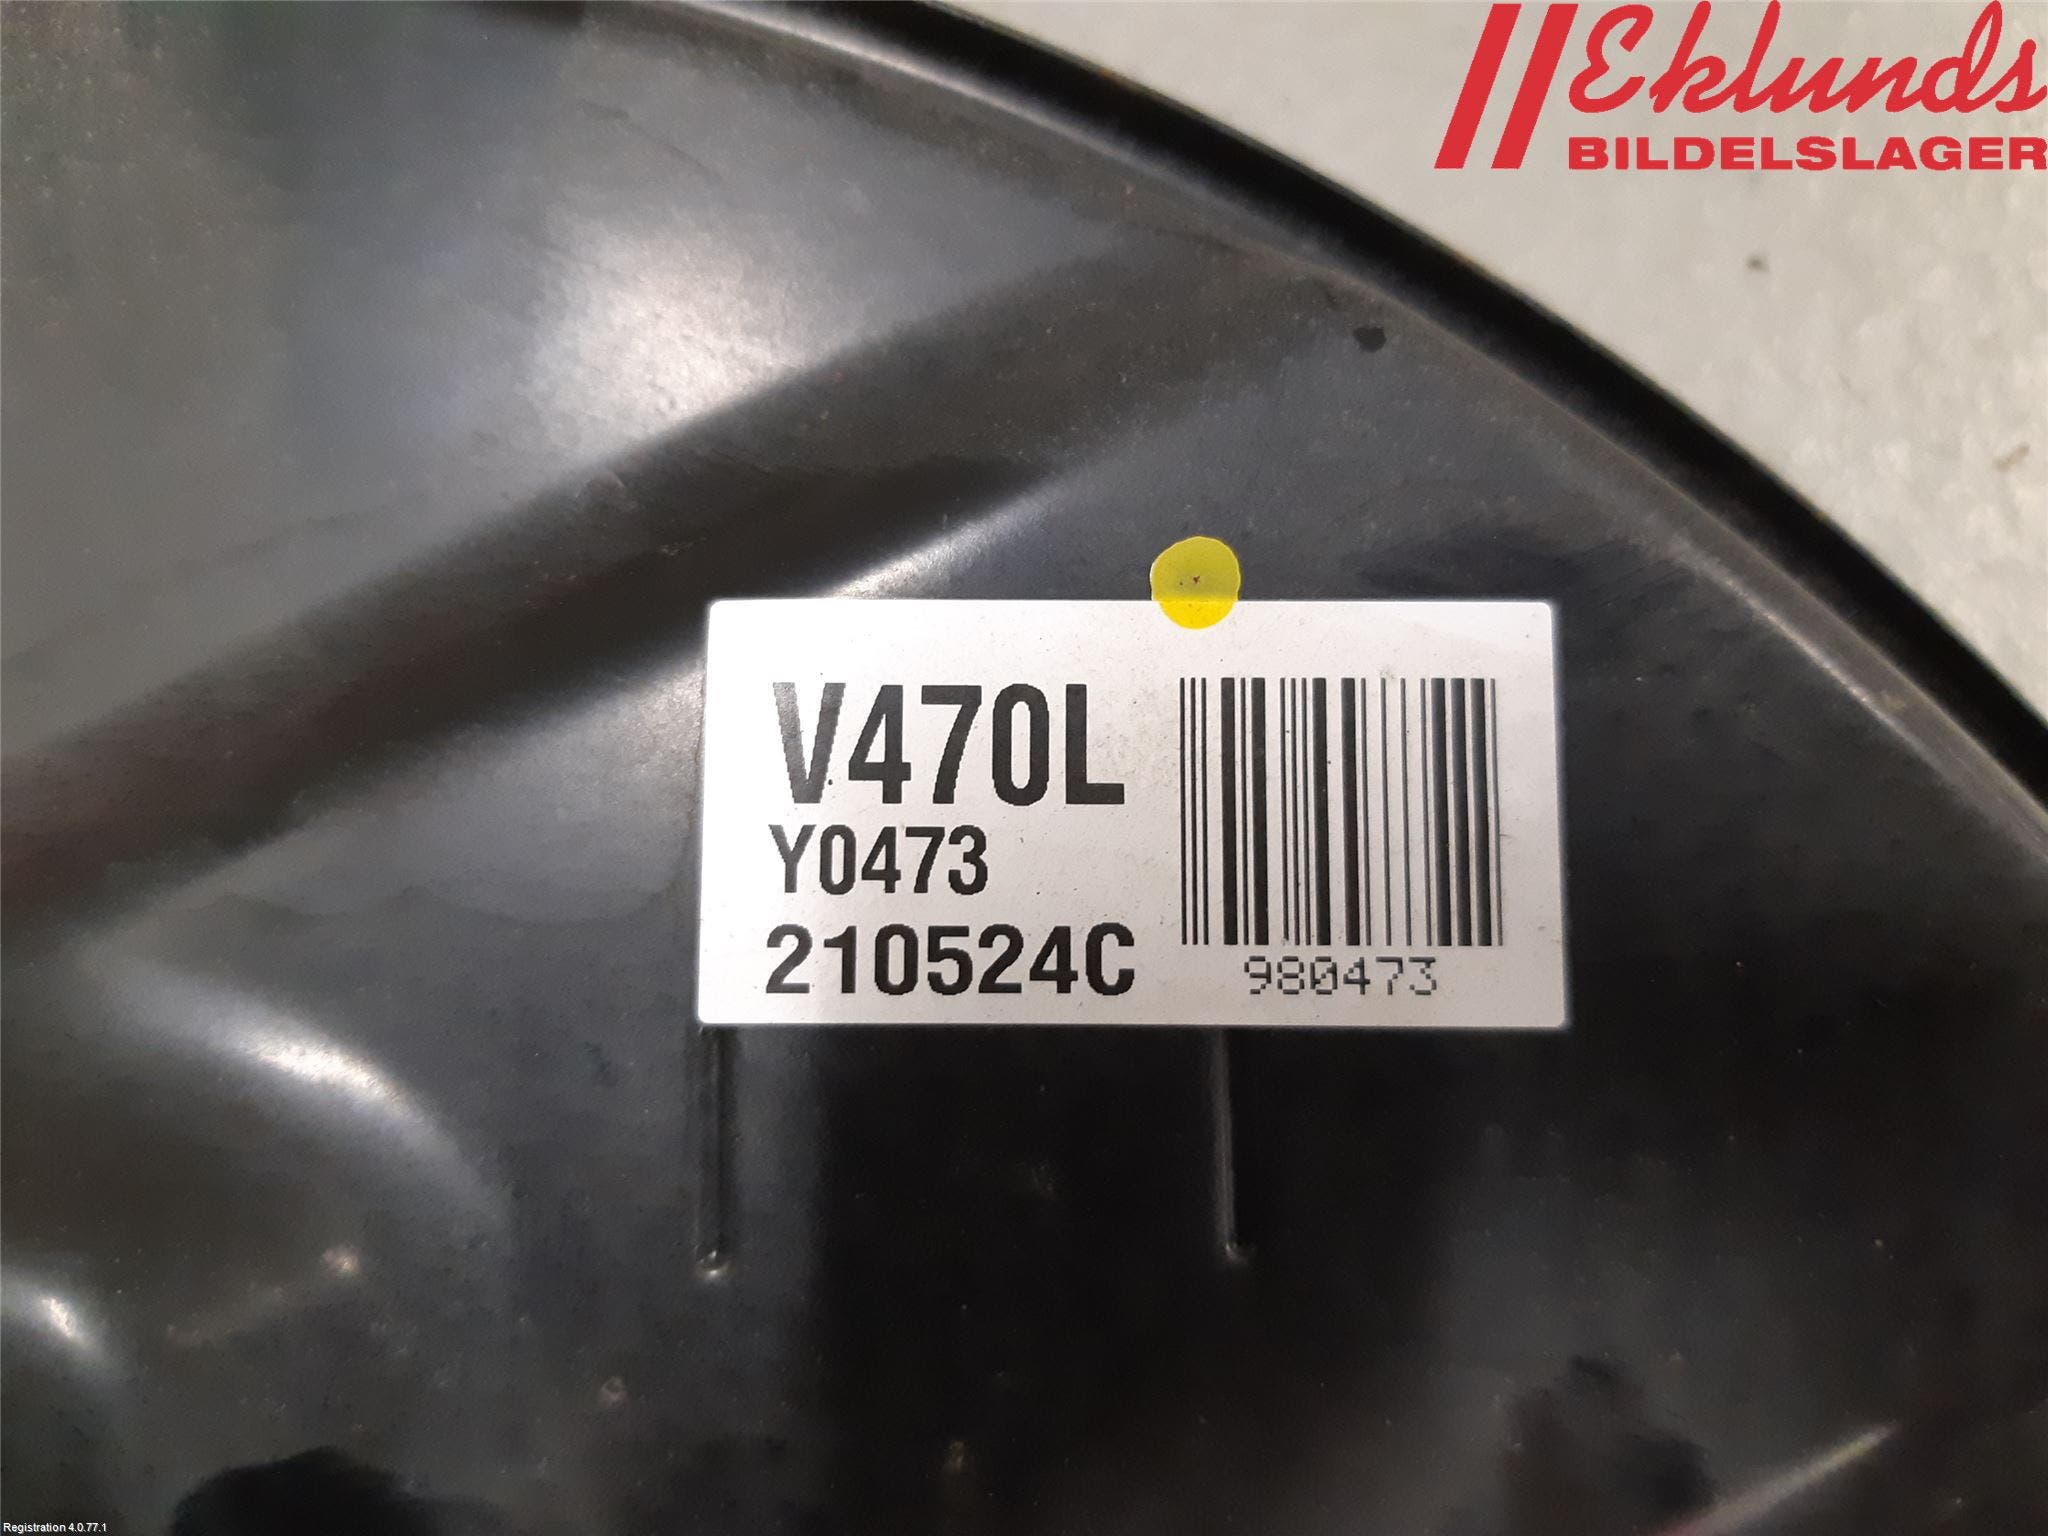 Eklunds
BILDELSLAGER
V470L
Y0473
210524C
980473
Registration 4.0.77.1